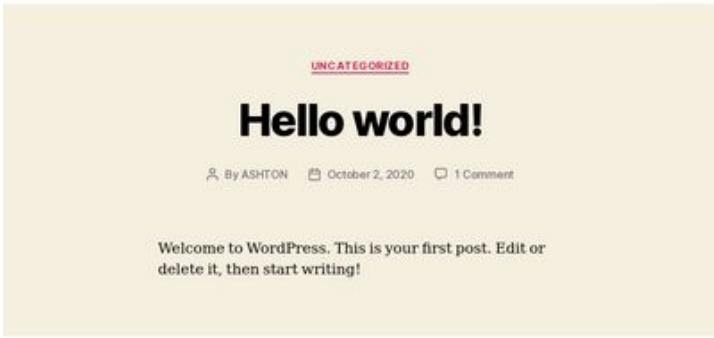 UNCATEGORIZED
Hello world!
By ASHTON October 2, 2020 1 Comment
Welcome to WordPress. This is your first post. Edit or
delete it, then start writing!